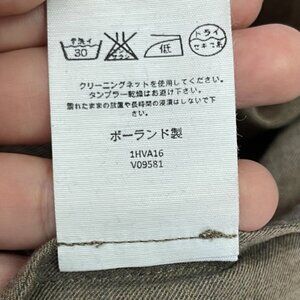 手洗イ ドライ
30 低 セキユ系
クリーニングネットを使用してください。
タンブラー乾燥はお避け下さい。
濡れたままの放置や長時間の浸漬はしないで下さい。
ポーランド製
1HVA16
V09581